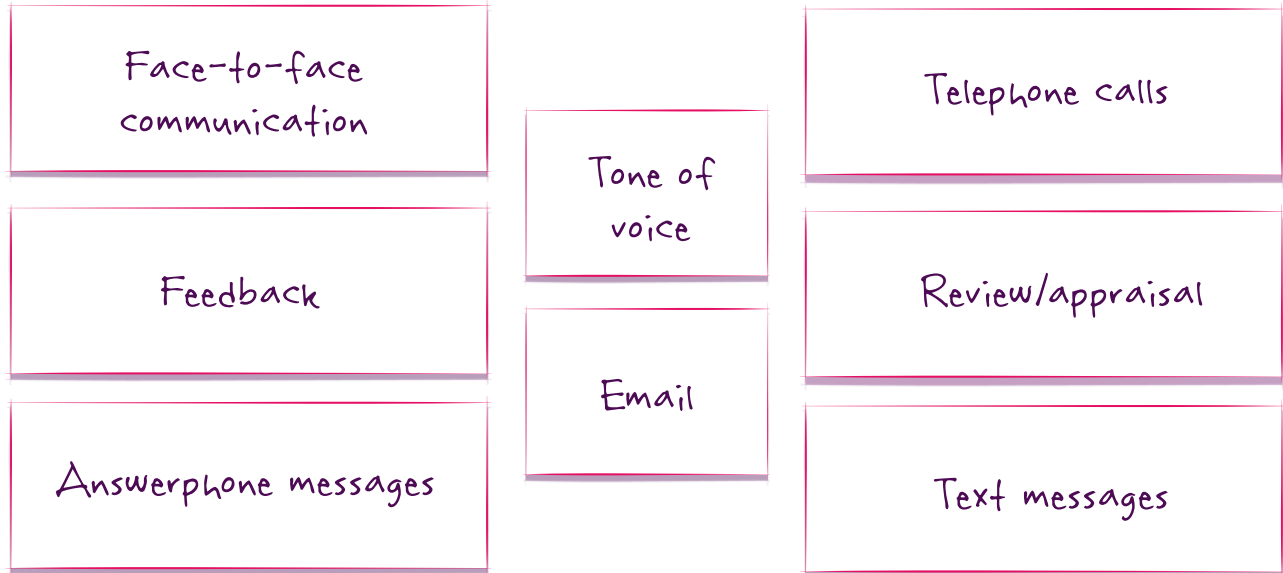 Face-to-face
communication
Telephone calls
Tone of
voice
Feedback
Review/appraisal
Email
Answerphone messages
Text messages